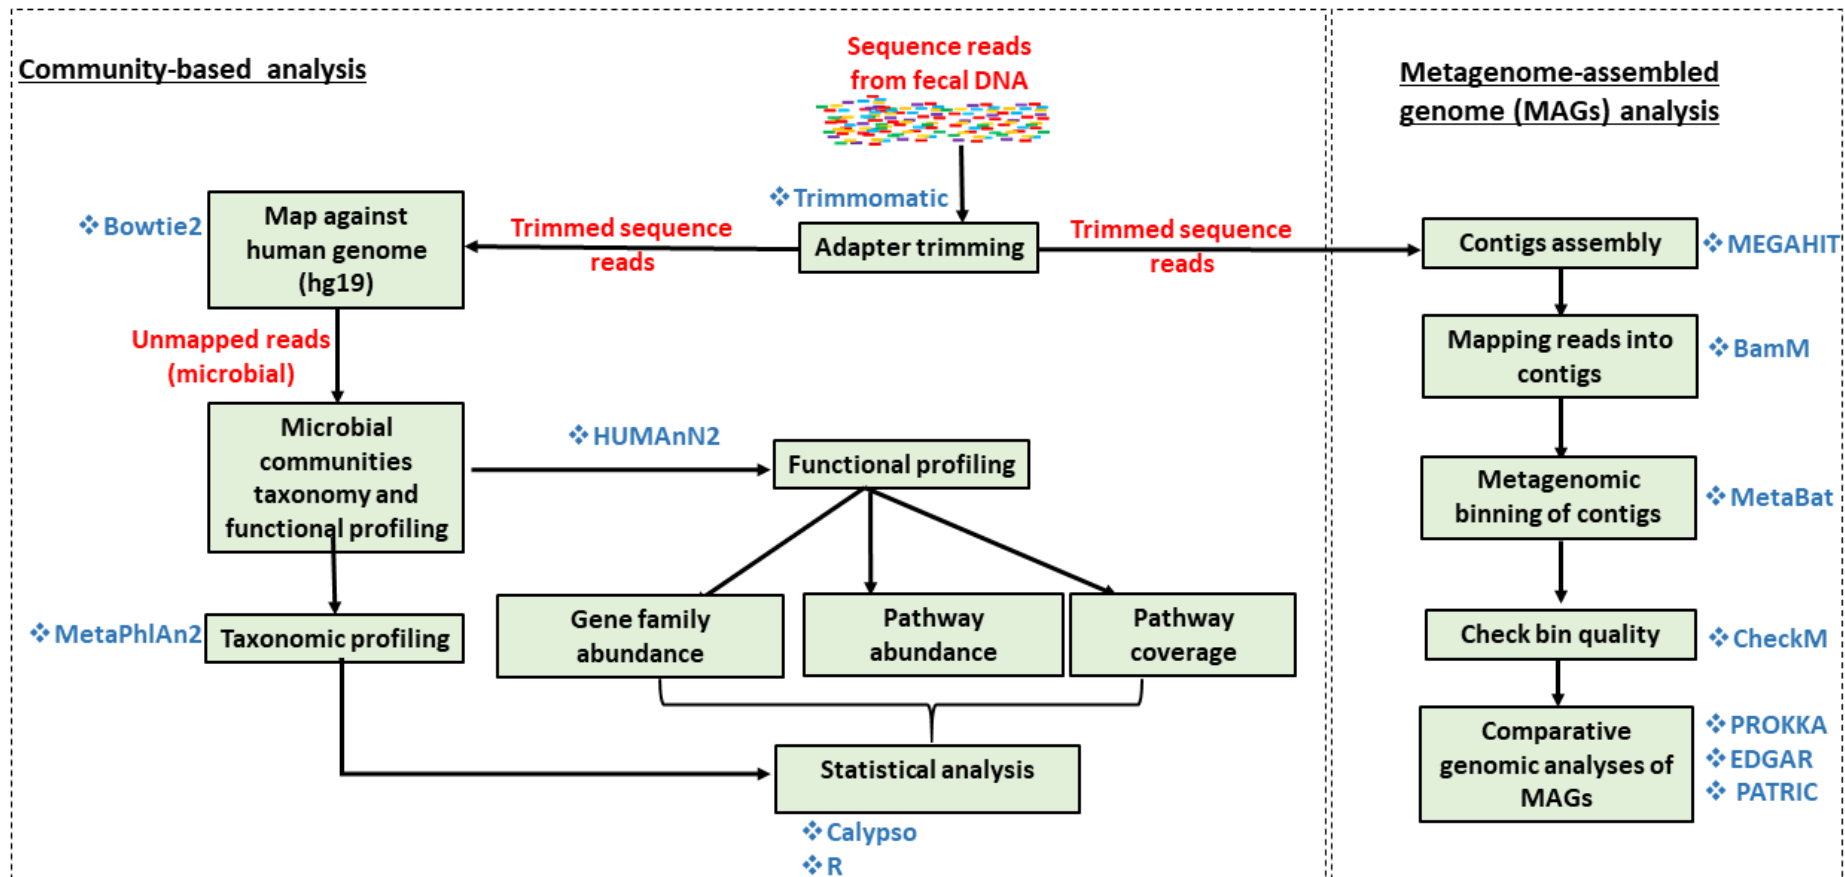 Community-based analysis
Sequence reads
from fecal DNA
Metagenome-assembled
genome (MAGs) analysis
Trimmomatic
Bowtie2
Map against
human genome
(hg19)
Trimmed sequence
reads
Adapter trimming
Trimmed sequence
reads
Contigs assembly
MEGAHIT
Unmapped reads
(microbial)
Mapping reads into
contigs
BamM
Microbial
communities
taxonomy and
functional profiling
HUMAnN2
Functional profiling
Metagenomic
binning of contigs
MetaBat
MetaPhlAn2
Taxonomic profiling
Gene family
abundance
Pathway
abundance
Pathway
coverage
Check bin quality
CheckM
Statistical analysis
Calypso
R
Comparative
genomic analyses of
MAGs
PROKKA
EDGAR
PATRIC